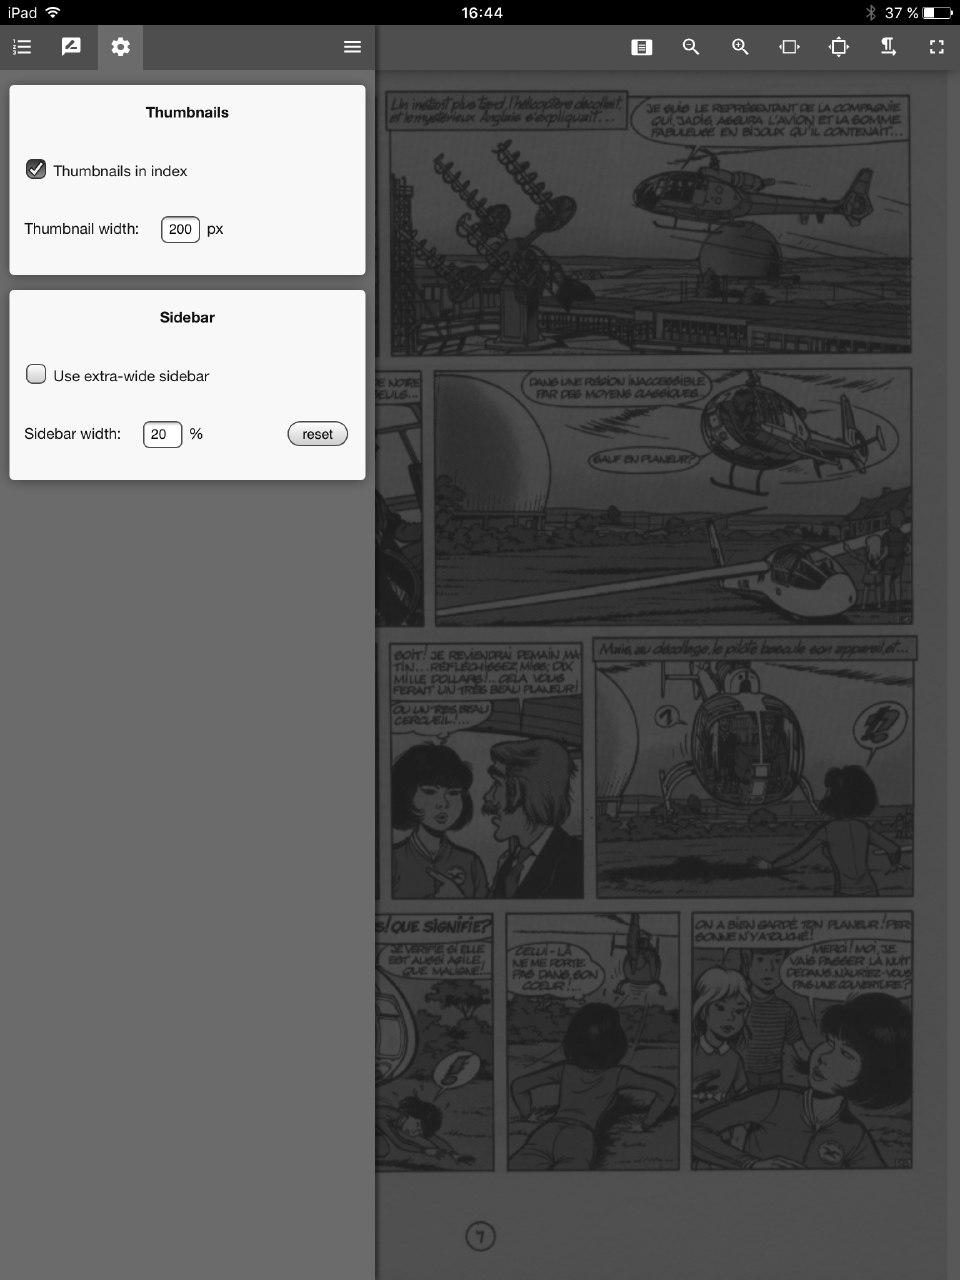 iPad
16:44
37 %
Thumbnails
Thumbnails in index
Thumbnail width: 200 px
Sidebar
Use extra-wide sidebar
Sidebar width: 20 %
reset
Un instant plus tard, l'hélicoptère décollait,
et le mystérieux Anglais s'expliquait...
JE SUIS LE REPRÉSENTANT DE LA COMPAGNIE
QUI, JADIS, ASSURA L'AVION ET LA SOMME
FABULEUSE EN BIJOUX QU'IL CONTENAIT...
E NOTRE
EULS...
DANS UNE RÉGION INACCESSIBLE
PAR DES MOYENS CLASSIQUES...
SAUF EN PLANEUR?
SOIT! JE REVIENDRAI DEMAIN MA-
TIN... RÉFLÉCHISSEZ, MISS; DIX
MILLE DOLLARS!... CELA VOUS
FERAIT UN TRÈS BEAU PLANEUR!
OU UN TRÈS BEAU
CERCUEIL!...
Mais, au décollage, le pilote bascule son appareil, et...
?
!!
S! QUE SIGNIFIE?
JE VÉRIFIE SI ELLE
EST AUSSI AGILE
QUE MALIGNE!
!
CELUI-LÀ
NE ME PORTE
PAS DANS SON
COEUR!...
ON A BIEN GARDÉ TON PLANEUR! PER-
SONNE N'Y A TOUCHÉ!
MERCI! MOI, JE
VAIS PASSER LA NUIT
DEDANS. N'AURIEZ-VOUS
PAS UNE COUVERTURE?
7